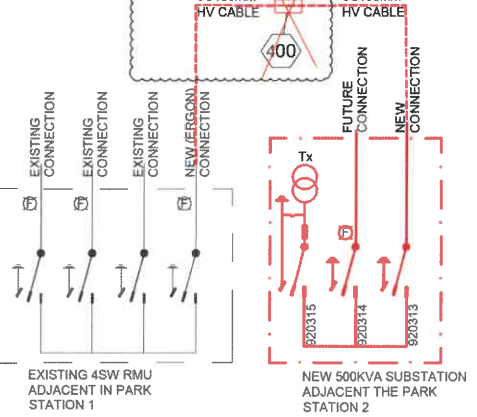 HV CABLE
HV CABLE
400
EXISTING
CONNECTION
EXISTING
CONNECTION
EXISTING
CONNECTION
NEW (ERGON)
CONNECTION
FUTURE
CONNECTION
NEW
CONNECTION
Tx
F
F
F
F
920315
920314
920313
EXISTING 4SW RMU
ADJACENT IN PARK
STATION 1
NEW 500KVA SUBSTATION
ADJACENT THE PARK
STATION 2